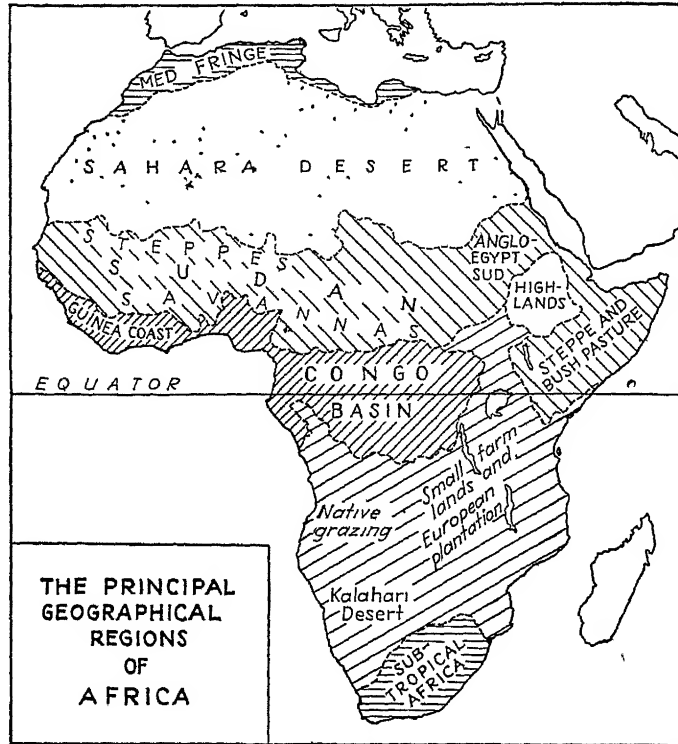 MED FRINGE
SAHARA DESERT
STEPPES
SUDAN
SAVANNAS
ANGLO-
EGYPT
SUD
HIGH-
LANDS
STEPPE AND
BUSH PASTURE
GUINEA COAST
CONGO
BASIN
EQUATOR
Small farm
lands and
European
plantation
Native
grazing
Kalahari
Desert
SUB-
TROPICAL
AFRICA
THE PRINCIPAL
GEOGRAPHICAL
REGIONS
OF
AFRICA